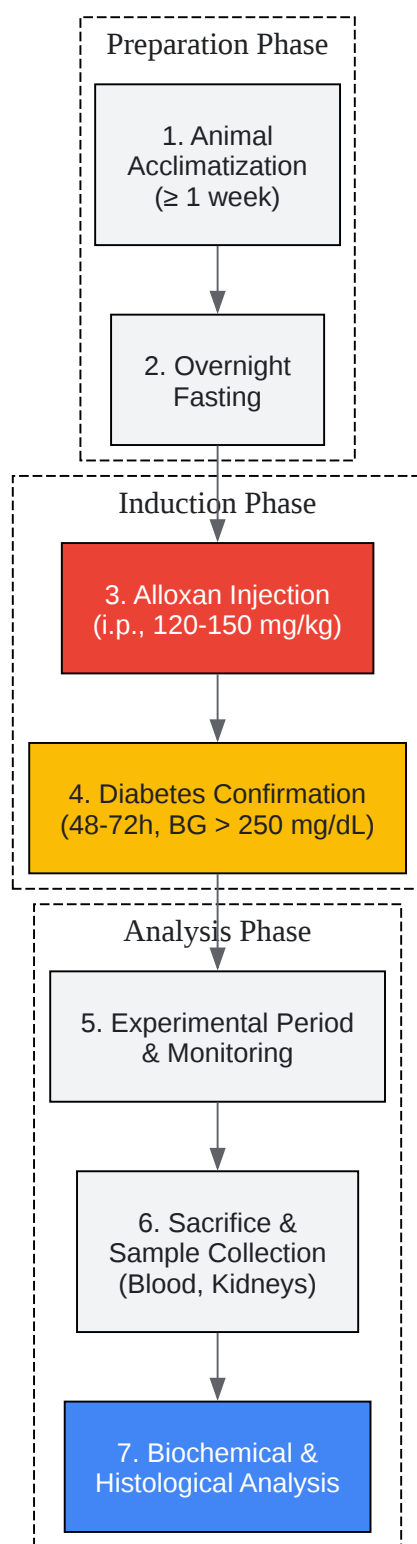 Preparation Phase
1. Animal
Acclimatization
(≥ 1 week)
2. Overnight
Fasting
Induction Phase
3. Alloxan Injection
(i.p., 120-150 mg/kg)
4. Diabetes Confirmation
(48-72h, BG > 250 mg/dL)
Analysis Phase
5. Experimental Period
& Monitoring
6. Sacrifice &
Sample Collection
(Blood, Kidneys)
7. Biochemical &
Histological Analysis